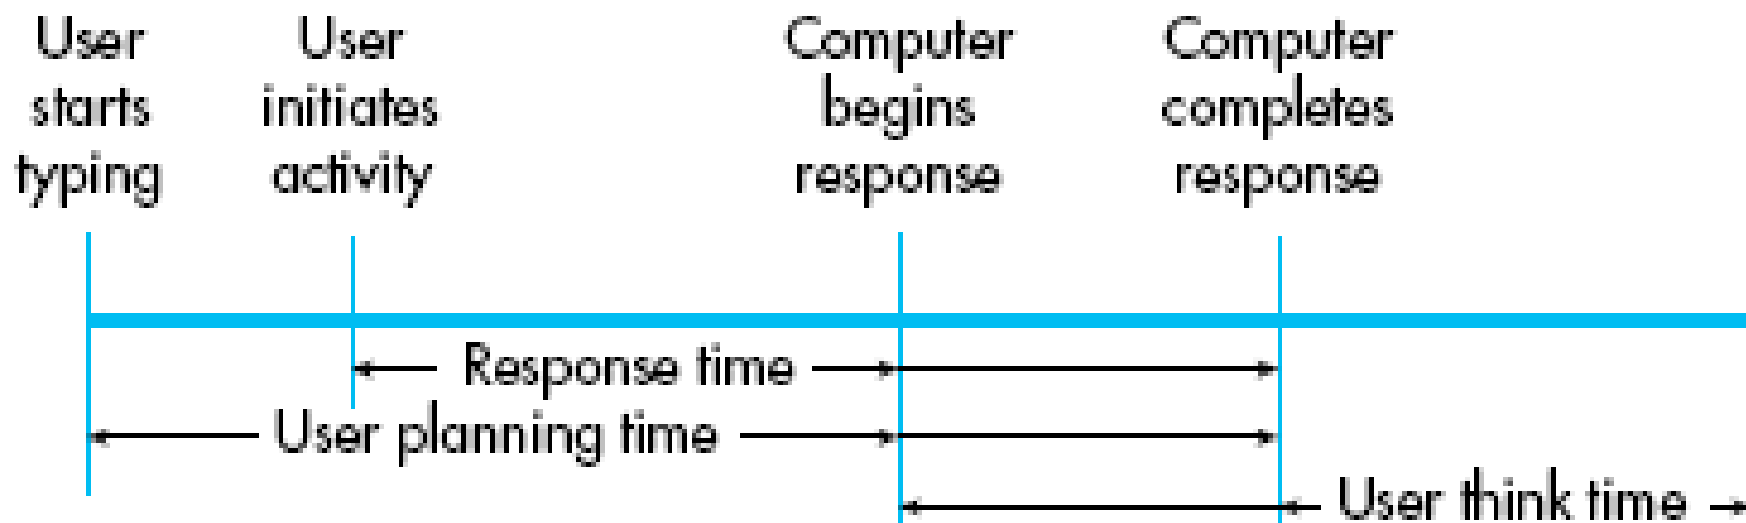 User
starts
typing
User
initiates
activity
Computer
begins
response
Computer
completes
response
Response time
User planning time
User think time